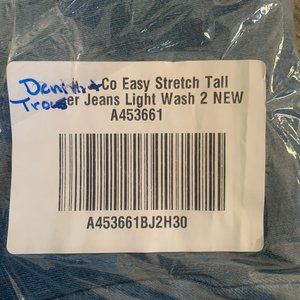 Denim & Co Easy Stretch Tall
Trouser Jeans Light Wash 2 NEW
A453661
A453661BJ2H30